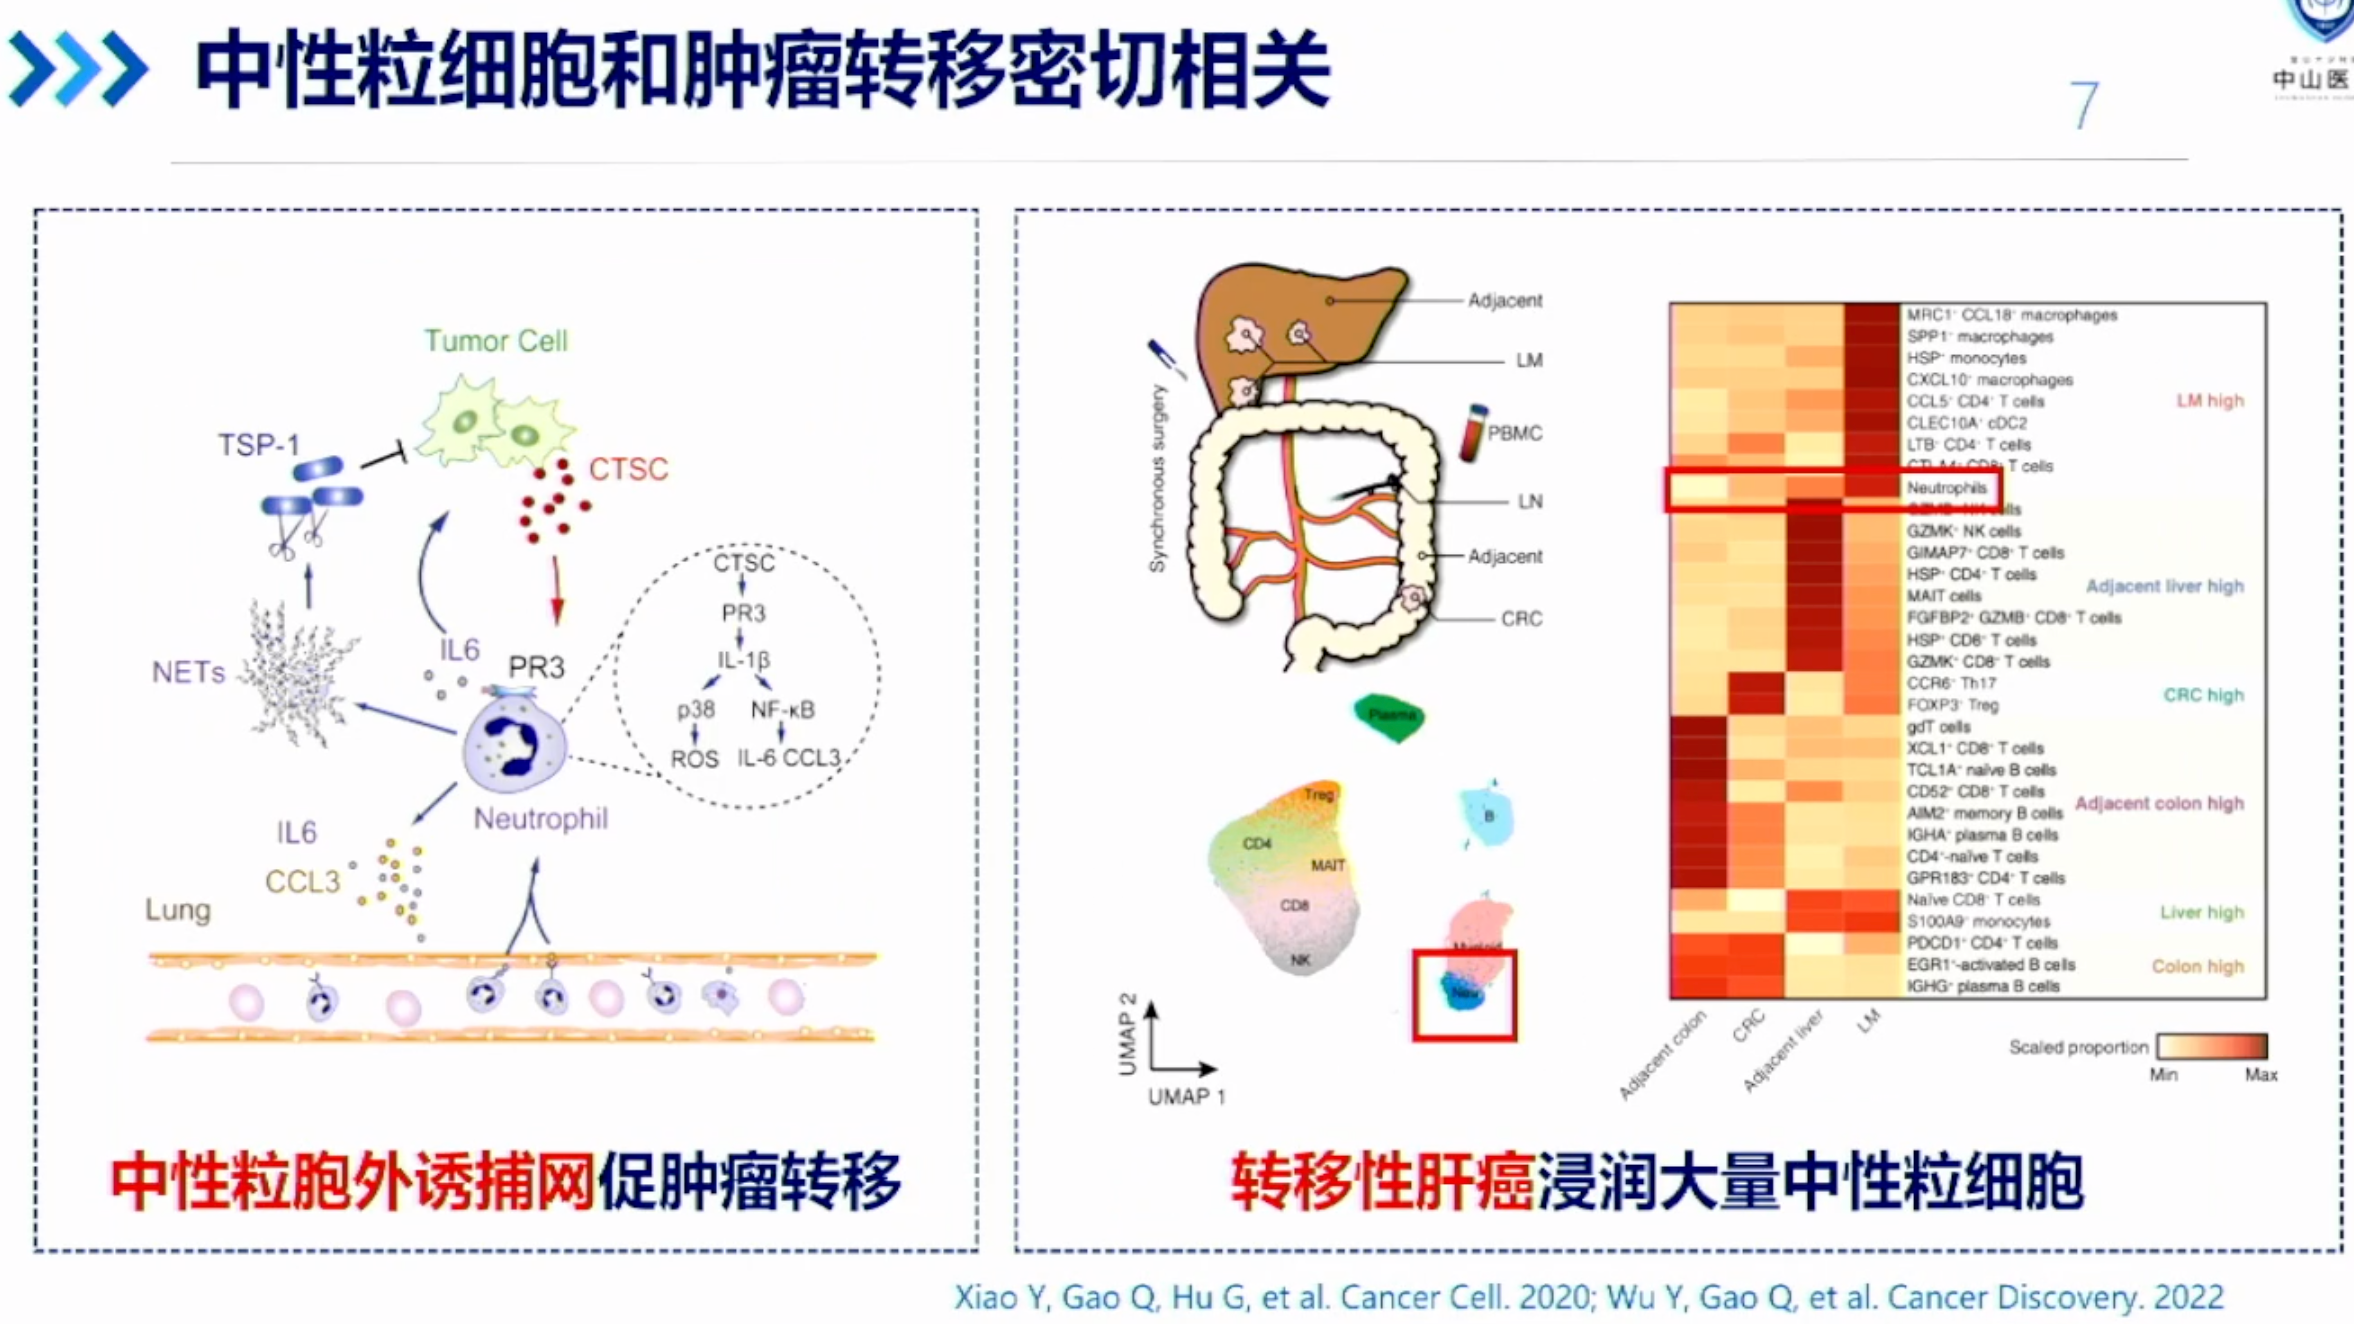 中性粒细胞和肿瘤转移密切相关
7
中山医
Tumor Cell
TSP-1
CTSC
CTSC
PR3
IL-1β
p38 NF-κB
ROS IL-6 CCL3
NETs
IL6
PR3
Neutrophil
IL6
CCL3
Lung
中性粒胞外诱捕网促肿瘤转移
Synchronous surgery
Adjacent
LM
PBMC
LN
Adjacent
CRC
Plasma
Treg
CD4
MAIT
CD8
NK
B
Myeloid
Neu
UMAP 2
UMAP 1
MRC1+ CCL18+ macrophages
SPP1+ macrophages
HSP+ monocytes
CXCL10+ macrophages
CCL5+ CD4+ T cells
CLEC10A+ cDC2
LTB+ CD4+ T cells
CTLA4+ CD8+ T cells
Neutrophils
GZMB+ NK cells
GZMK+ NK cells
GIMAP7+ CD8+ T cells
HSP+ CD4+ T cells
MAIT cells
FGFBP2+ GZMB+ CD8+ T cells
HSP+ CD8+ T cells
GZMK+ CD8+ T cells
CCR6+ Th17
FOXP3+ Treg
gdT cells
XCL1+ CD8+ T cells
TCL1A+ naïve B cells
CD52+ CD8+ T cells
AIM2+ memory B cells
IGHA+ plasma B cells
CD4+-naïve T cells
GPR183+ CD4+ T cells
Naïve CD8+ T cells
S100A9+ monocytes
PDCD1+ CD4+ T cells
EGR1+-activated B cells
IGHG+ plasma B cells
LM high
Adjacent liver high
CRC high
Adjacent colon high
Liver high
Colon high
Adjacent colon
CRC
Adjacent liver
LM
Scaled proportion
Min Max
转移性肝癌浸润大量中性粒细胞
Xiao Y, Gao Q, Hu G, et al. Cancer Cell. 2020; Wu Y, Gao Q, et al. Cancer Discovery. 2022